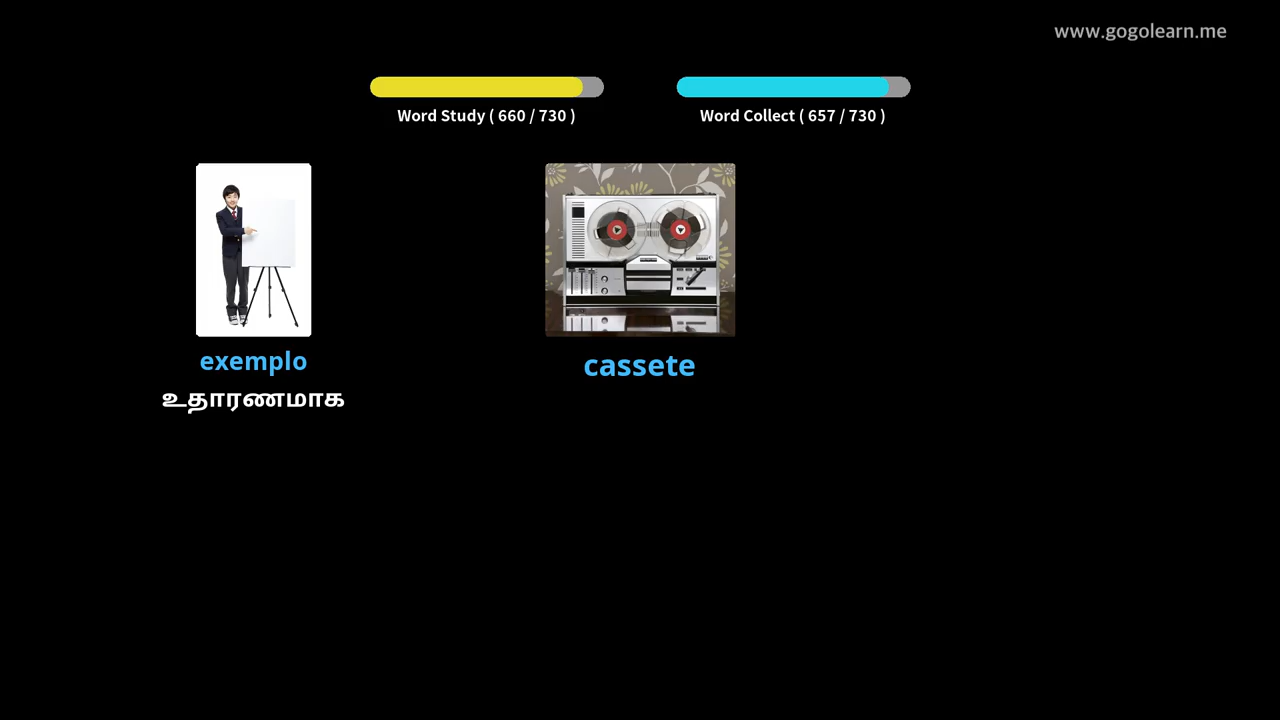 www.gogolearn.me
Word Study ( 660 / 730 )
Word Collect ( 657 / 730 )
exemplo
உதாரணமாக
cassete